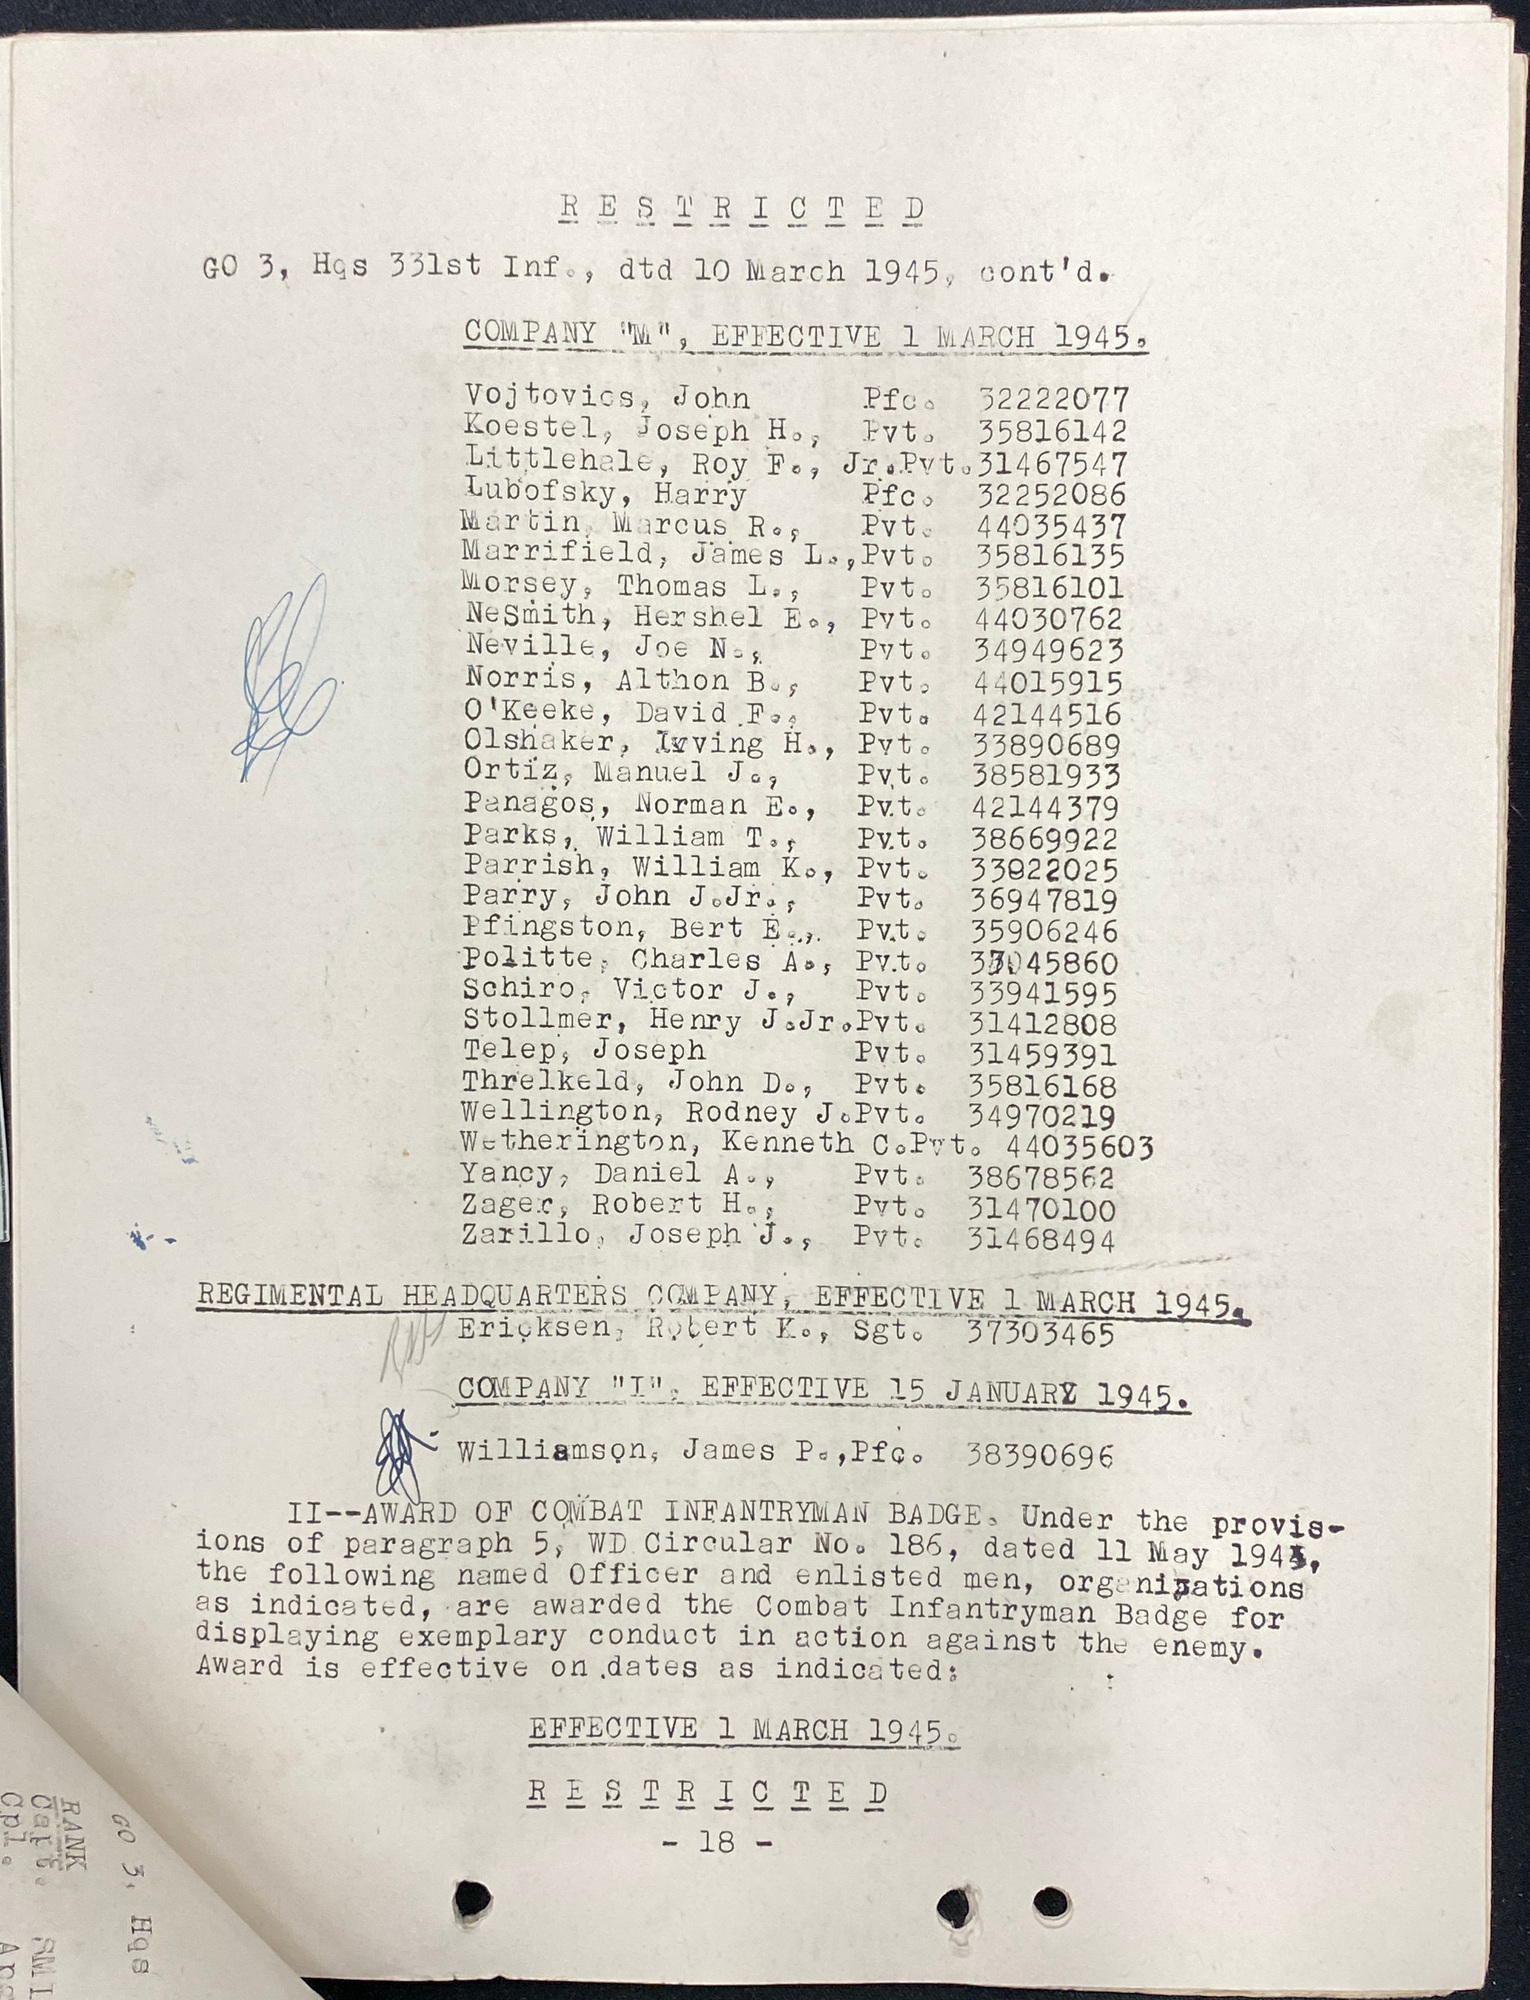 R E S T R I C T E D
GO 3, Hqs 331st Inf., dtd 10 March 1945, cont'd.
COMPANY "M", EFFECTIVE 1 MARCH 1945.
Vojtovics, John Pfc. 32222077
Koestel, Joseph H., Pvt. 35816142
Littlehale, Roy F., Jr.Pvt.31467547
Lubofsky, Harry Pfc. 32252086
Martin, Marcus R., Pvt. 44035437
Marrifield, James L.,Pvt. 35816135
Morsey, Thomas L., Pvt. 35816101
NeSmith, Hershel E., Pvt. 44030762
Neville, Joe N., Pvt. 34949623
Norris, Althon B., Pvt. 44015915
O'Keeke, David F., Pvt. 42144516
Olshaker, Irving H., Pvt. 33890689
Ortiz, Manuel J., Pvt. 38581933
Panagos, Norman E., Pvt. 42144379
Parks, William T., Pvt. 38669922
Parrish, William K., Pvt. 33822025
Parry, John J.Jr., Pvt. 36947819
Pfingston, Bert E., Pvt. 35906246
Politte, Charles A., Pvt.
Schiro, Victor J., Pvt. 33941595
Stollmer, Henry J.Jr.Pvt. 31412808
Telep, Joseph Pvt. 31459391
Threlkeld, John D., Pvt. 35816168
Wellington, Rodney J.Pvt. 34970219
Wetherington, Kenneth C.Pvt. 44035603
Yancy, Daniel A., Pvt. 38678562
Zager, Robert H., Pvt. 31470100
Zarillo, Joseph J., Pvt. 31468494
REGIMENTAL HEADQUARTERS COMPANY, EFFECTIVE 1 MARCH 1945.
Ericksen, Robert K., Sgt. 37303465
COMPANY "I", EFFECTIVE 15 JANUARY 1945.
Williamson, James P.,Pfc. 38390696
II--AWARD OF COMBAT INFANTRYMAN BADGE. Under the provis-
ions of paragraph 5, WD Circular No. 186, dated 11 May
the following named Officer and enlisted men, organizations
as indicated, are awarded the Combat Infantryman Badge for
displaying exemplary conduct in action against the enemy.
Award is effective on dates as indicated:
EFFECTIVE 1 MARCH 1945.
R E S T R I C T E D
- 18 -
GO 3, Hqs
RANK
Capt. SMI
Cpl.